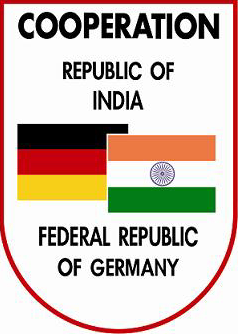 COOPERATION
REPUBLIC OF
INDIA
FEDERAL REPUBLIC
OF GERMANY